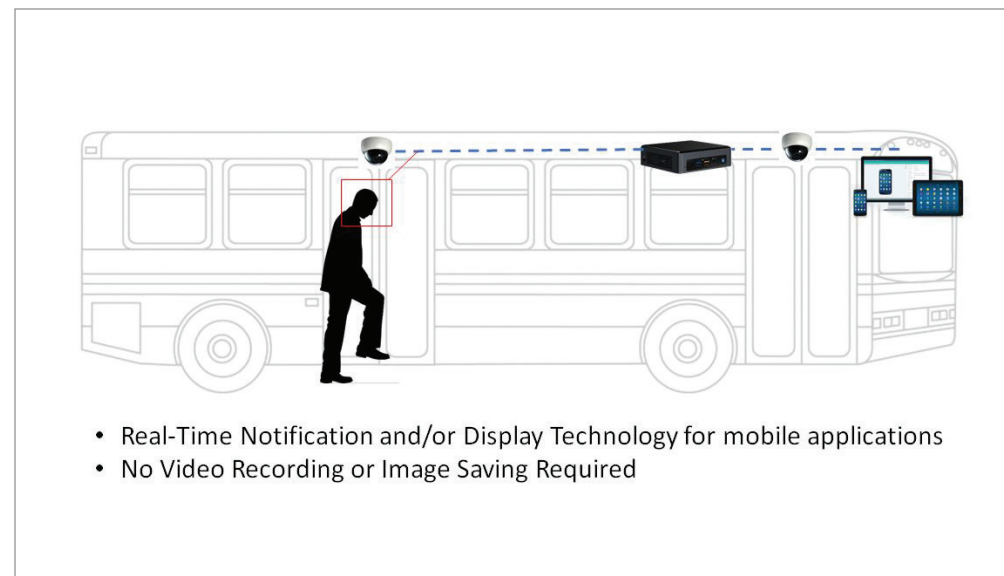 • Real-Time Notification and/or Display Technology for mobile applications
• No Video Recording or Image Saving Required